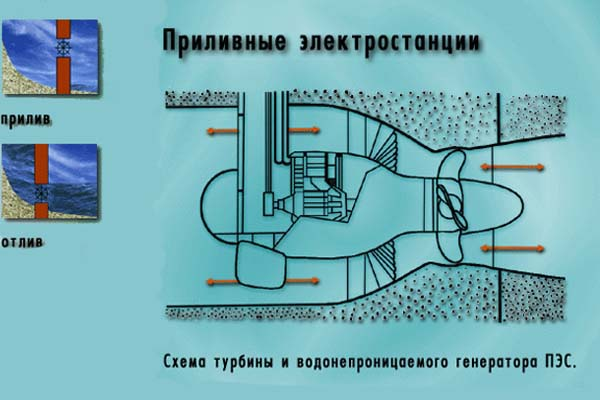 Приливные электростанции
прилив
отлив
Схема турбины и водонепроницаемого генератора ПЭС.